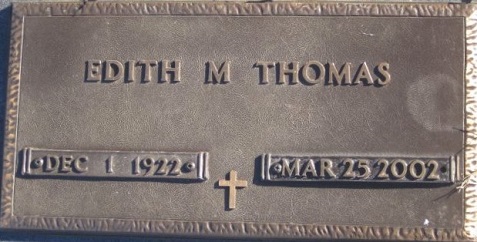 EDITH M THOMAS
DEC 1 1922 MAR 25 2002